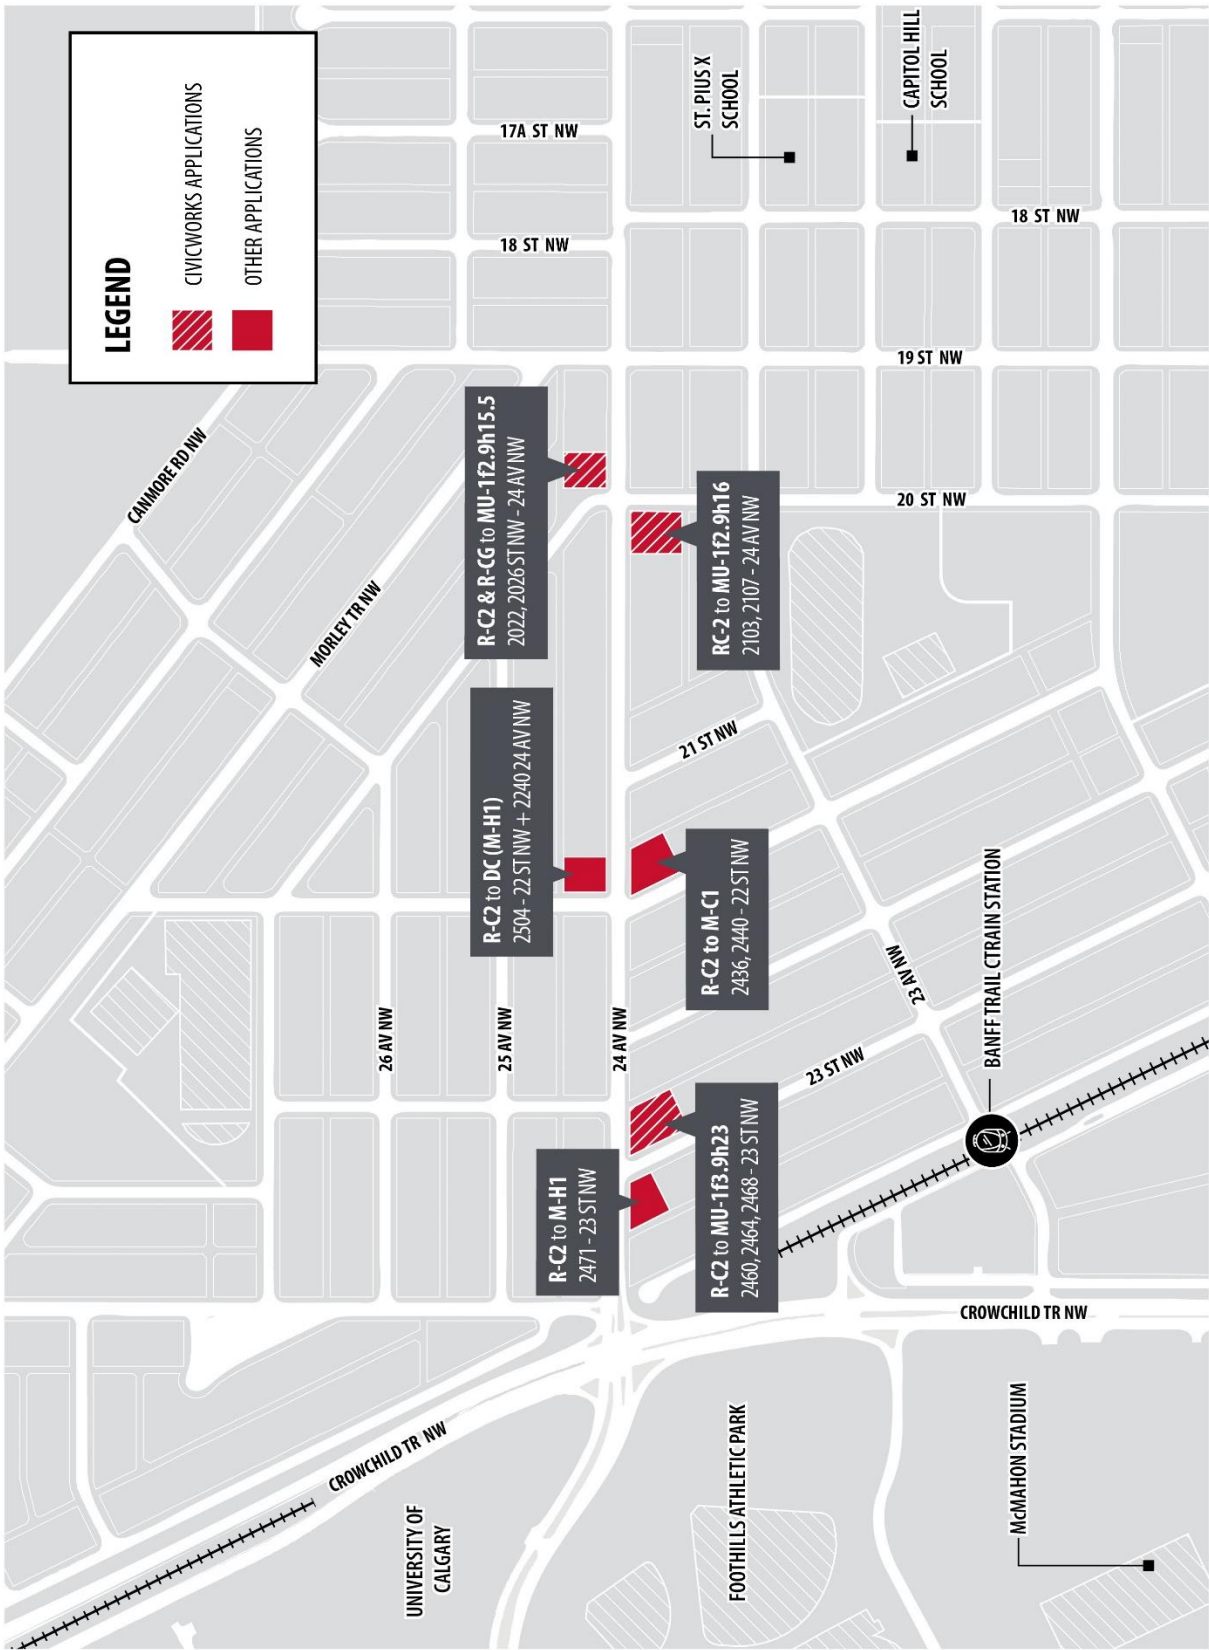 LEGEND
CIVICWORKS APPLICATIONS
OTHER APPLICATIONS
CANMORE RD NW
MORLEY TR NW
17A ST NW
18 ST NW
ST. PIUS X
SCHOOL
CAPITOL HILL
SCHOOL
18 ST NW
19 ST NW
20 ST NW
R-C2 & R-CG to MU-1f2.9h15.5
2022, 2026 ST NW - 24 AV NW
RC-2 to MU-1f2.9h16
2103, 2107 - 24 AV NW
R-C2 to DC (M-H1)
2504 - 22 ST NW + 2240 24 AV NW
21 ST NW
R-C2 to M-C1
2436, 2440 - 22 ST NW
26 AV NW
25 AV NW
24 AV NW
23 AV NW
23 ST NW
BANFF TRAIL CTRAIN STATION
R-C2 to M-H1
2471 - 23 ST NW
R-C2 to MU-1f3.9h23
2460, 2464, 2468 - 23 ST NW
CROWCHILD TR NW
CROWCHILD TR NW
UNIVERSITY OF
CALGARY
FOOTHILLS ATHLETIC PARK
McMAHON STADIUM